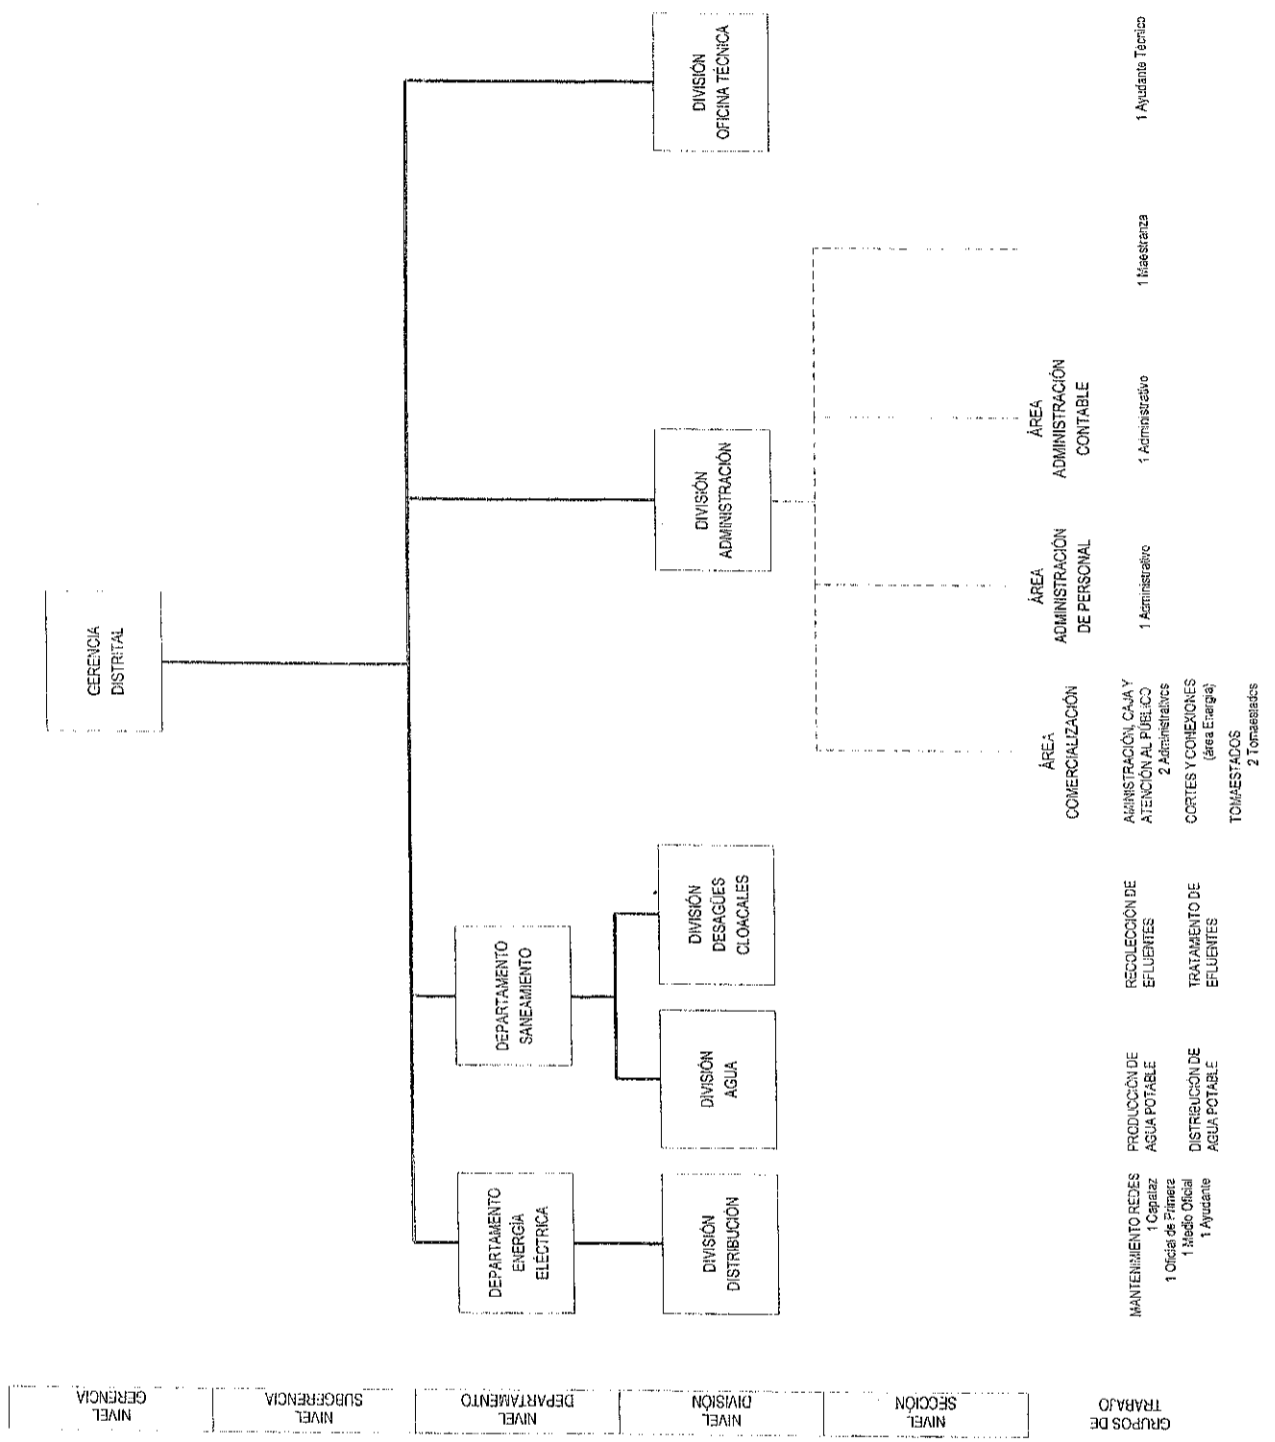 NIVEL
GERENCIA
NIVEL
SUBGERENCIA
NIVEL
DEPARTAMENTO
NIVEL
DIVISIÓN
NIVEL
SECCIÓN
GRUPOS DE
TRABAJO
GERENCIA
DISTRITAL
DEPARTAMENTO
ENERGÍA
ELÉCTRICA
DEPARTAMENTO
SANEAMIENTO
DIVISIÓN
DISTRIBUCIÓN
DIVISIÓN
AGUA
DIVISIÓN
DESAGÜES
CLOACALES
DIVISIÓN
ADMINISTRACIÓN
DIVISIÓN
OFICINA TÉCNICA
ÁREA
COMERCIALIZACIÓN
ÁREA
ADMINISTRACIÓN
DE PERSONAL
ÁREA
ADMINISTRACIÓN
CONTABLE
MANTENIMIENTO REDES
1 Capataz
1 Oficial de Primera
1 Medio Oficial
1 Ayudante
PRODUCCIÓN DE
AGUA POTABLE
DISTRIBUCIÓN DE
AGUA POTABLE
RECOLECCIÓN DE
EFLUENTES
TRATAMIENTO DE
EFLUENTES
AMINISTRACIÓN, CAJA Y
ATENCIÓN AL PÚBLICO
2 Administrativos
CORTES Y CONEXIONES
(área Energía)
TOMAESTADOS
2 Tomaestados
1 Administrativo
1 Administrativo
1 Maestranza
1 Ayudante Técnico